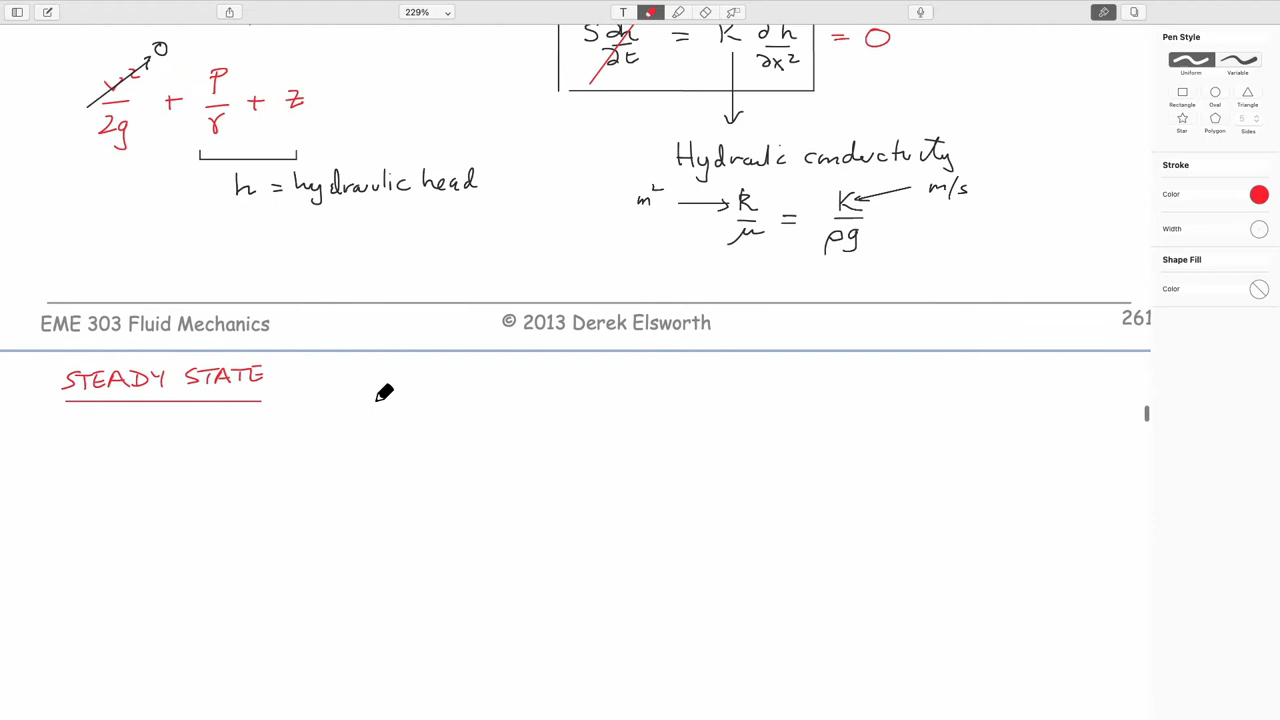 229%
S ∂h/∂t = K ∂²h/∂x² = 0
v²/2g → 0 + P/γ + z
h = hydraulic head
Hydraulic conductivity
m² → k/μ = K/ρg ← m/s
EME 303 Fluid Mechanics © 2013 Derek Elsworth 261
STEADY STATE
Pen Style
Uniform Variable
Rectangle Oval Triangle
Star Polygon 5 Sides
Stroke
Color
Width
Shape Fill
Color